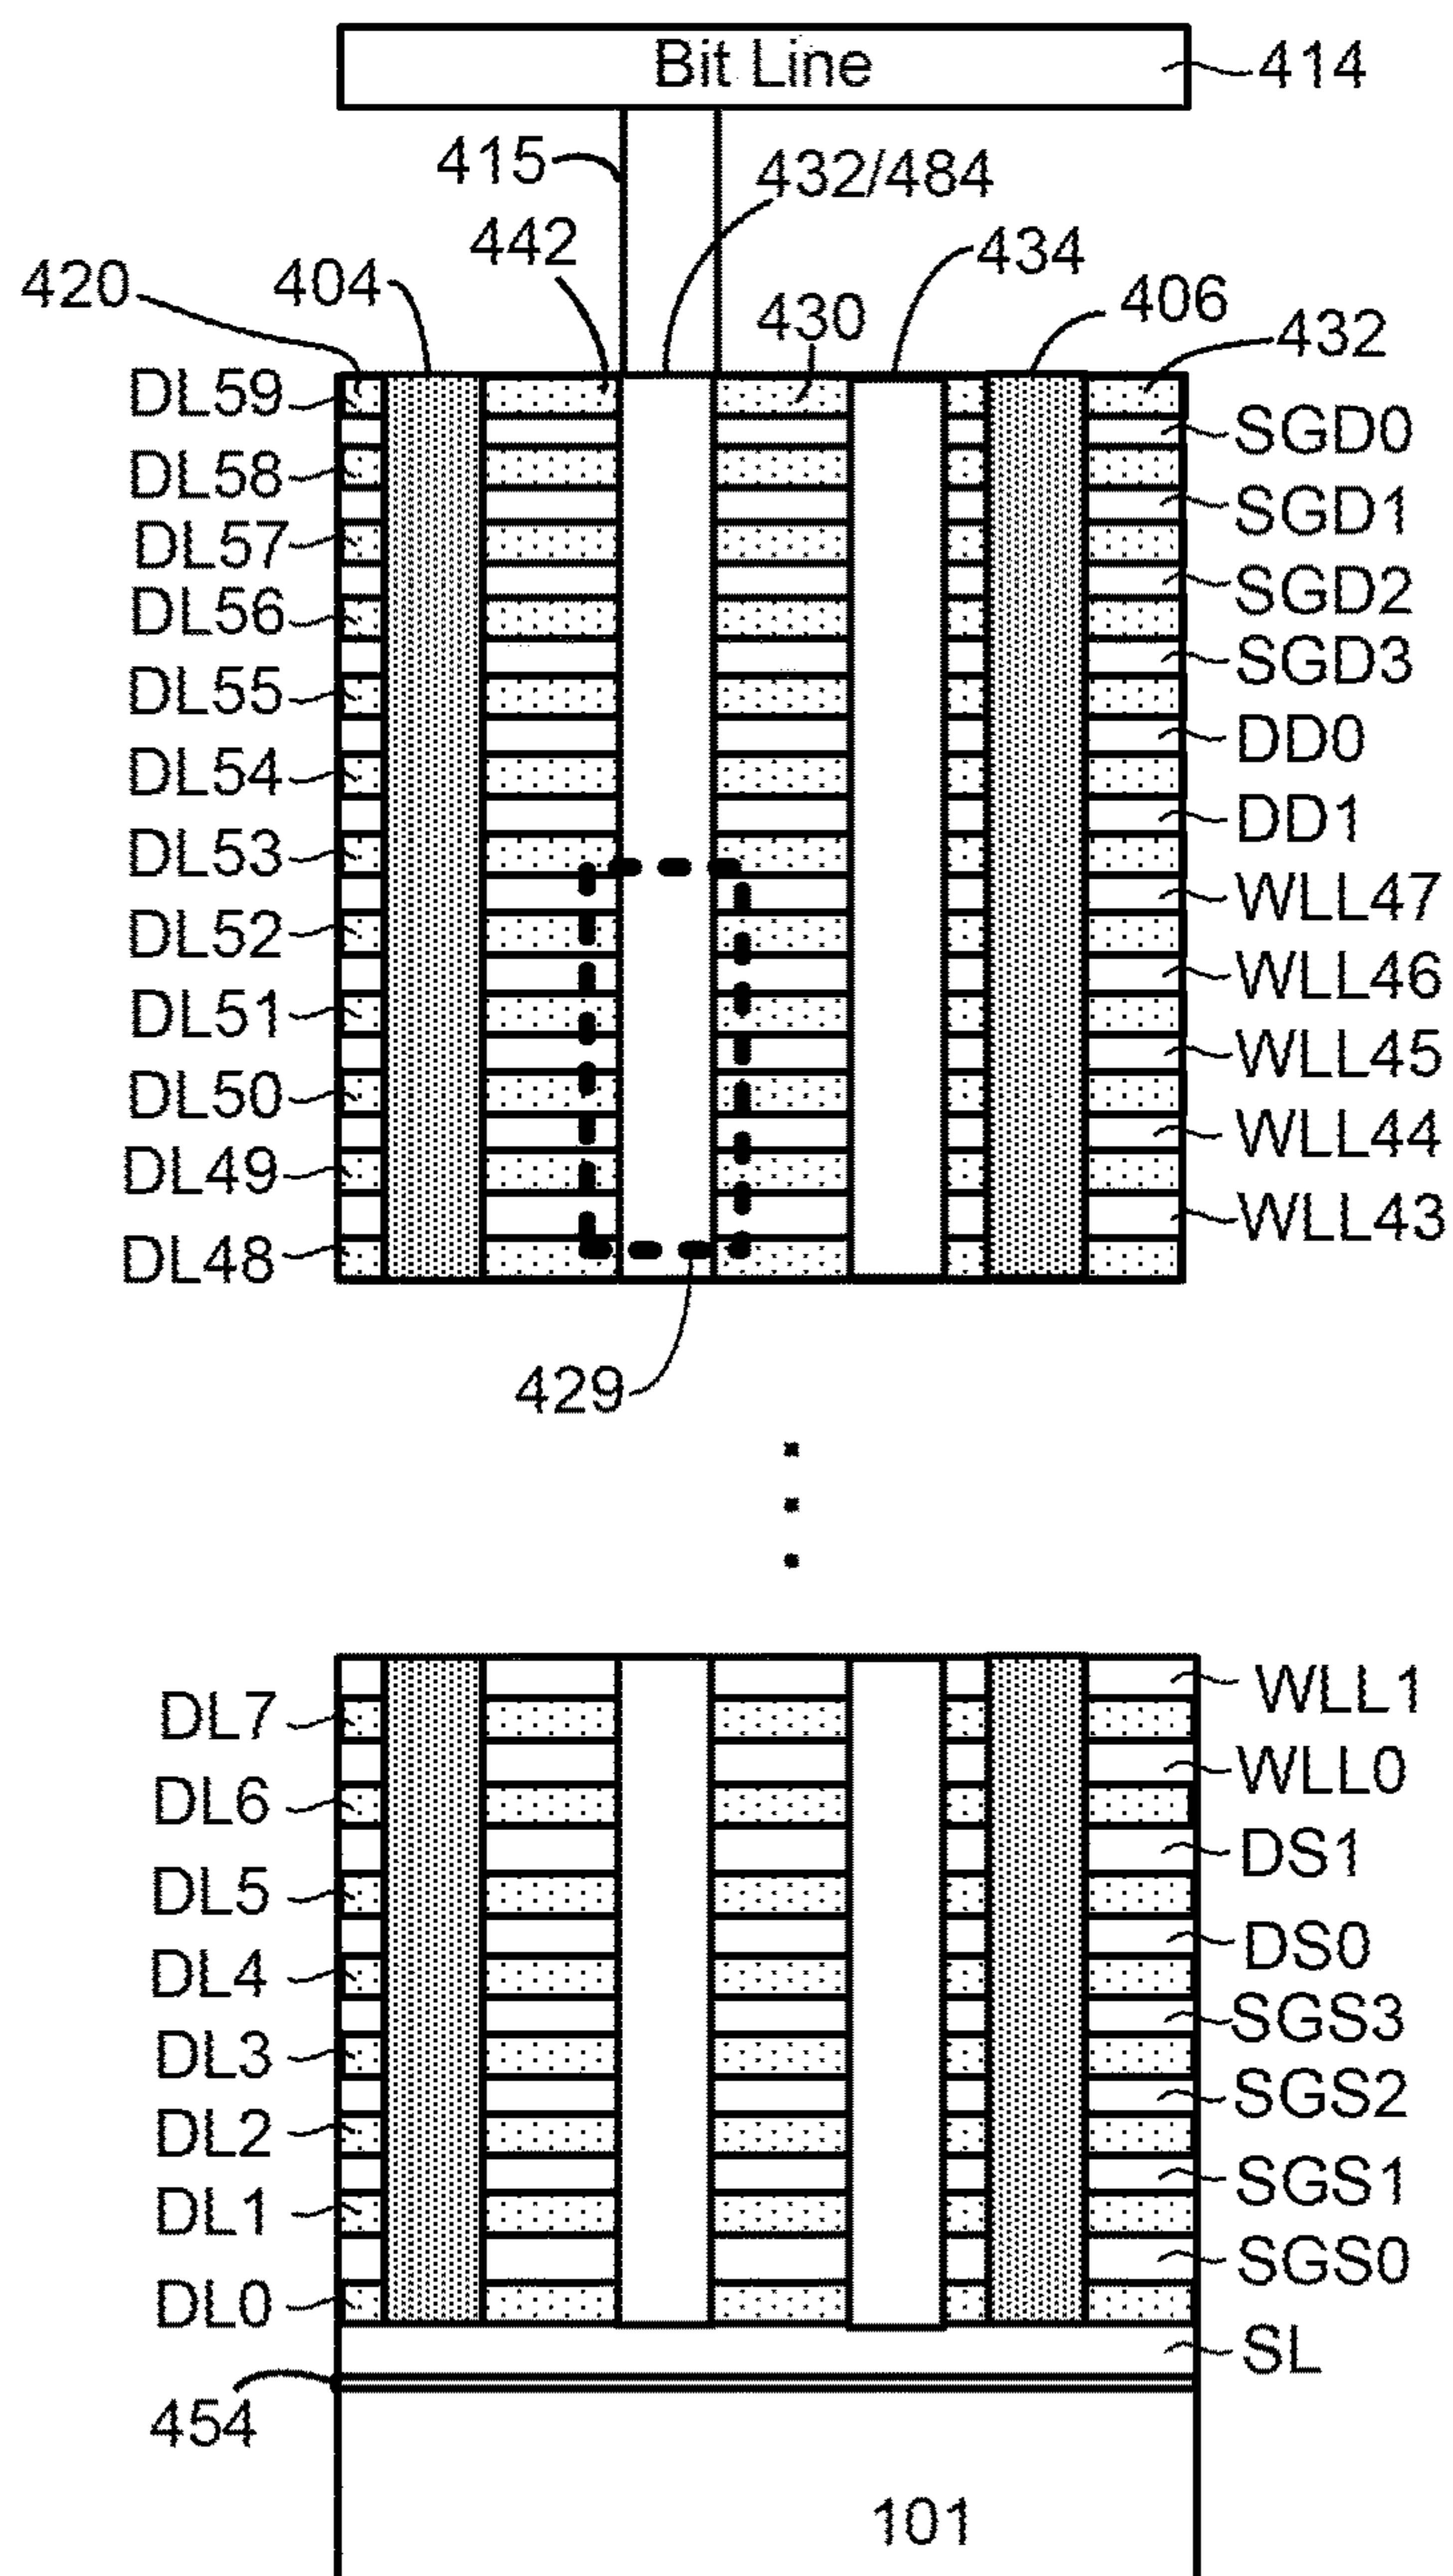 Bit Line
414
415
432/484
442
434
420
404
430
406
432
DL59
SGD0
DL58
SGD1
DL57
SGD2
DL56
SGD3
DL55
DD0
DL54
DD1
DL53
WLL47
DL52
WLL46
DL51
WLL45
DL50
WLL44
DL49
WLL43
DL48
429
WLL1
DL7
WLL0
DL6
DS1
DL5
DS0
DL4
SGS3
DL3
SGS2
DL2
SGS1
DL1
SGS0
DL0
SL
454
101